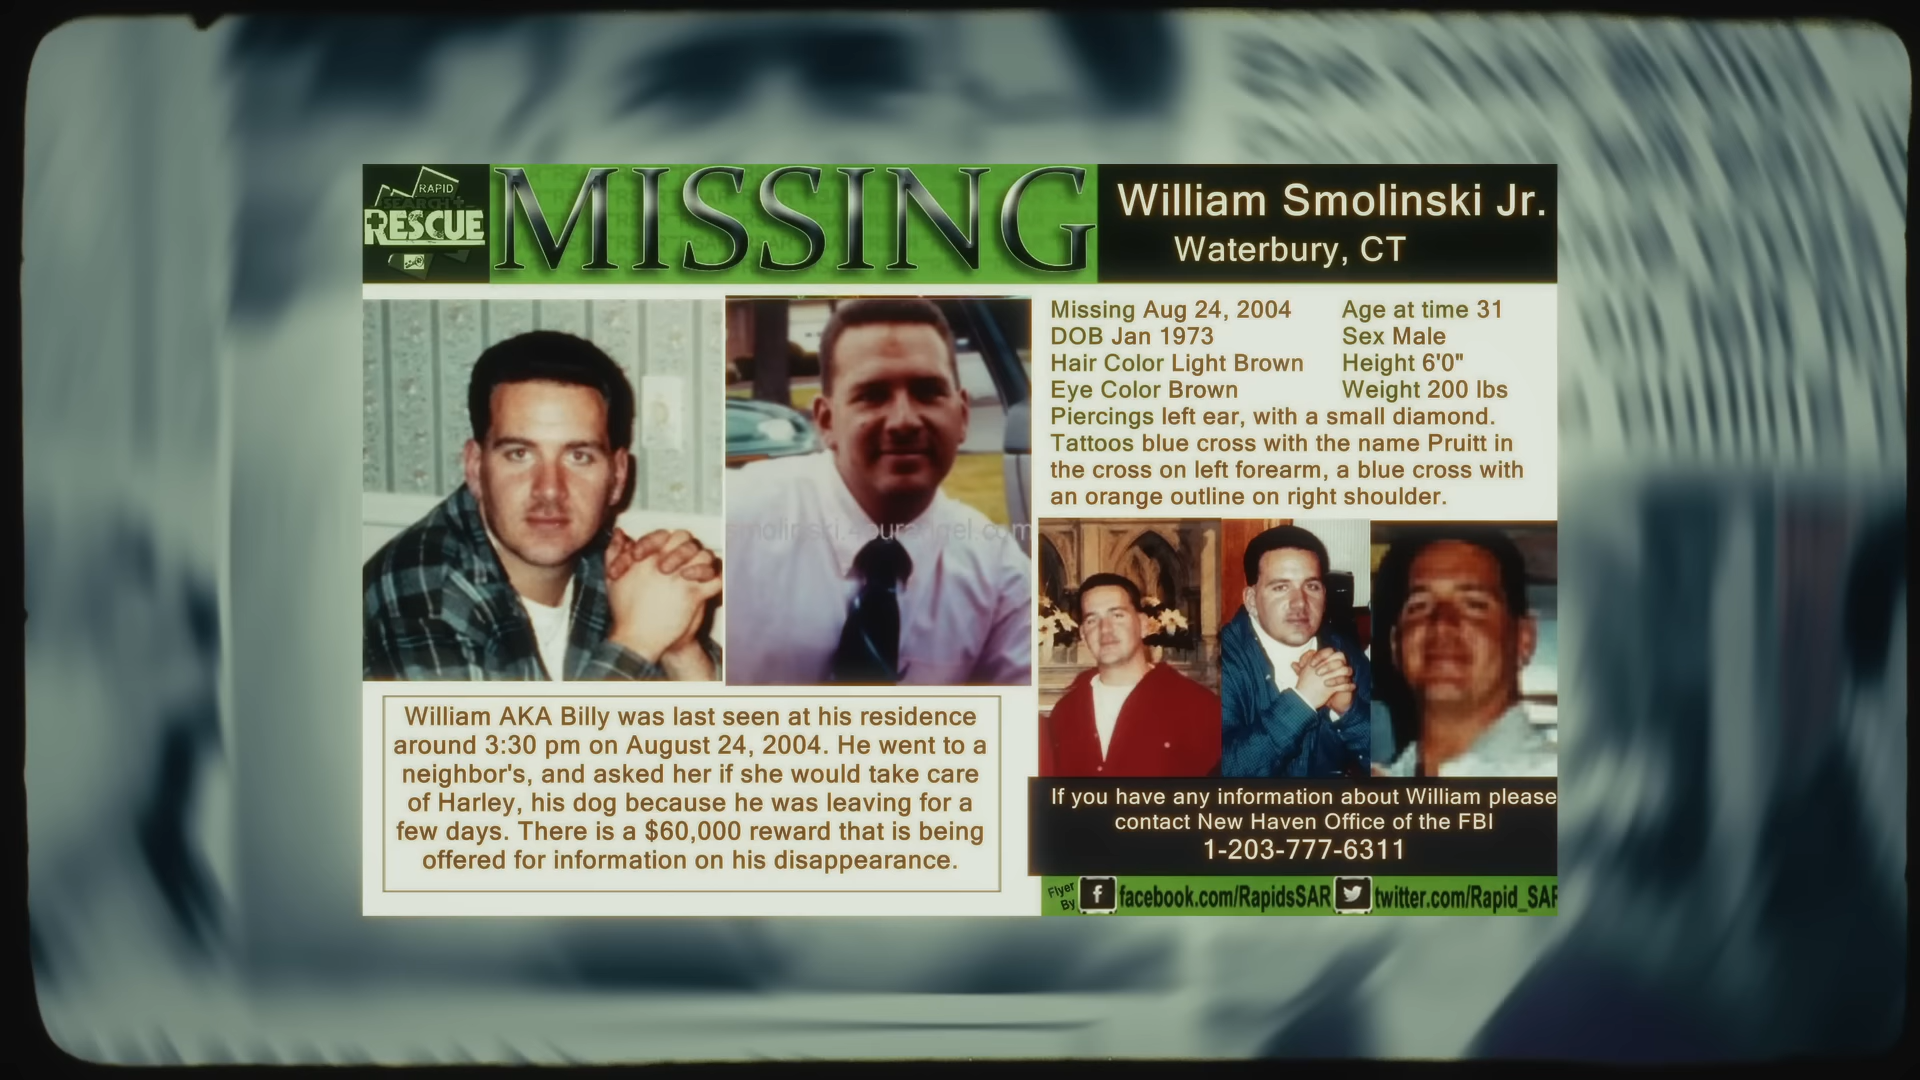 RAPID
SEARCH +
RESCUE
MISSING
William Smolinski Jr.
Waterbury, CT
Missing Aug 24, 2004
Age at time 31
DOB Jan 1973
Sex Male
Hair Color Light Brown
Height 6'0"
Eye Color Brown
Weight 200 lbs
Piercings left ear, with a small diamond.
Tattoos blue cross with the name Pruitt in
the cross on left forearm, a blue cross with
an orange outline on right shoulder.
smolinski.4ourangel.com
William AKA Billy was last seen at his residence
around 3:30 pm on August 24, 2004. He went to a
neighbor's, and asked her if she would take care
of Harley, his dog because he was leaving for a
few days. There is a $60,000 reward that is being
offered for information on his disappearance.
If you have any information about William please
contact New Haven Office of the FBI
1-203-777-6311
Flyer
By
facebook.com/RapidsSAR
twitter.com/Rapid_SAR